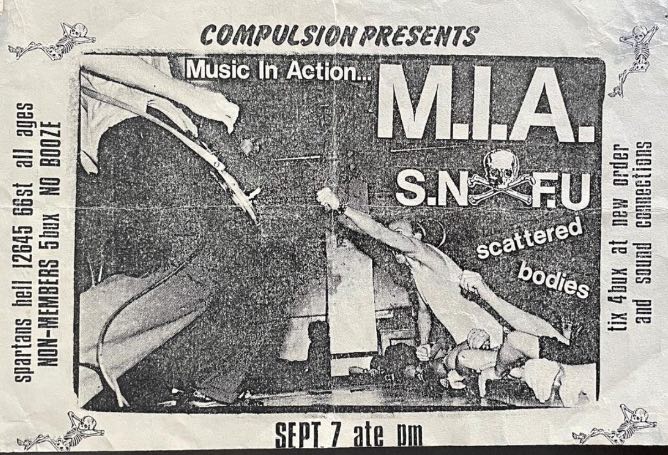 COMPULSION PRESENTS
Music In Action...
M.I.A.
S.N F.U
scattered
bodies
spartans hell 12645 66st all ages
NON-MEMBERS 5bux NO BOOZE
tix 4bux at new order
and sound connections
SEPT 7 ate pm